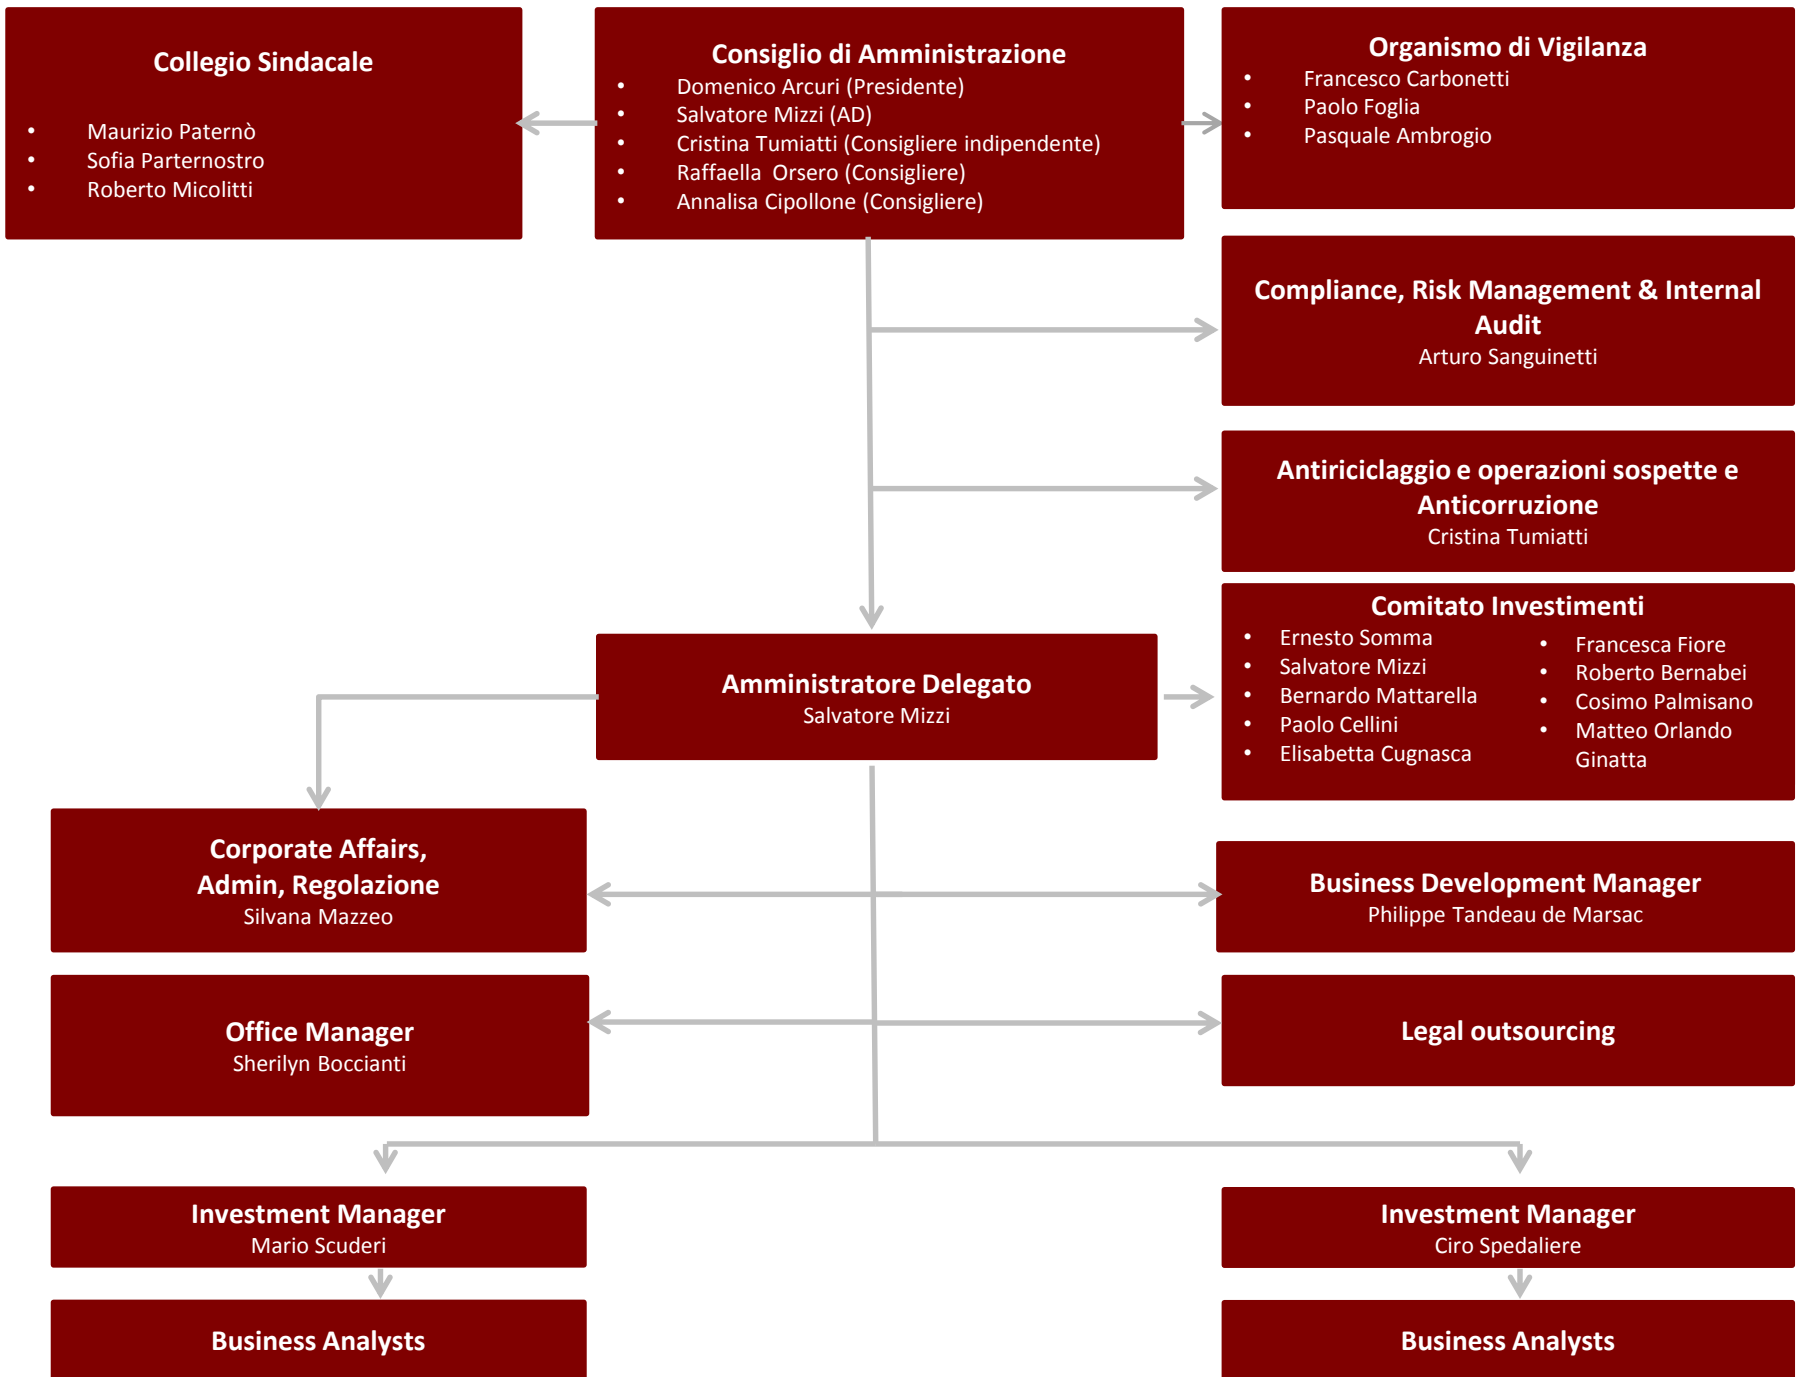 Collegio Sindacale
• Maurizio Paternò
• Sofia Parternostro
• Roberto Micolitti
Consiglio di Amministrazione
• Domenico Arcuri (Presidente)
• Salvatore Mizzi (AD)
• Cristina Tumiatti (Consigliere indipendente)
• Raffaella Orsero (Consigliere)
• Annalisa Cipollone (Consigliere)
Organismo di Vigilanza
• Francesco Carbonetti
• Paolo Foglia
• Pasquale Ambrogio
Compliance, Risk Management & Internal
Audit
Arturo Sanguinetti
Antiriciclaggio e operazioni sospette e
Anticorruzione
Cristina Tumiatti
Comitato Investimenti
• Ernesto Somma
• Salvatore Mizzi
• Bernardo Mattarella
• Paolo Cellini
• Elisabetta Cugnasca
• Francesca Fiore
• Roberto Bernabei
• Cosimo Palmisano
• Matteo Orlando
Ginatta
Amministratore Delegato
Salvatore Mizzi
Corporate Affairs,
Admin, Regolazione
Silvana Mazzeo
Business Development Manager
Philippe Tandeau de Marsac
Office Manager
Sherilyn Boccianti
Legal outsourcing
Investment Manager
Mario Scuderi
Investment Manager
Ciro Spedaliere
Business Analysts
Business Analysts